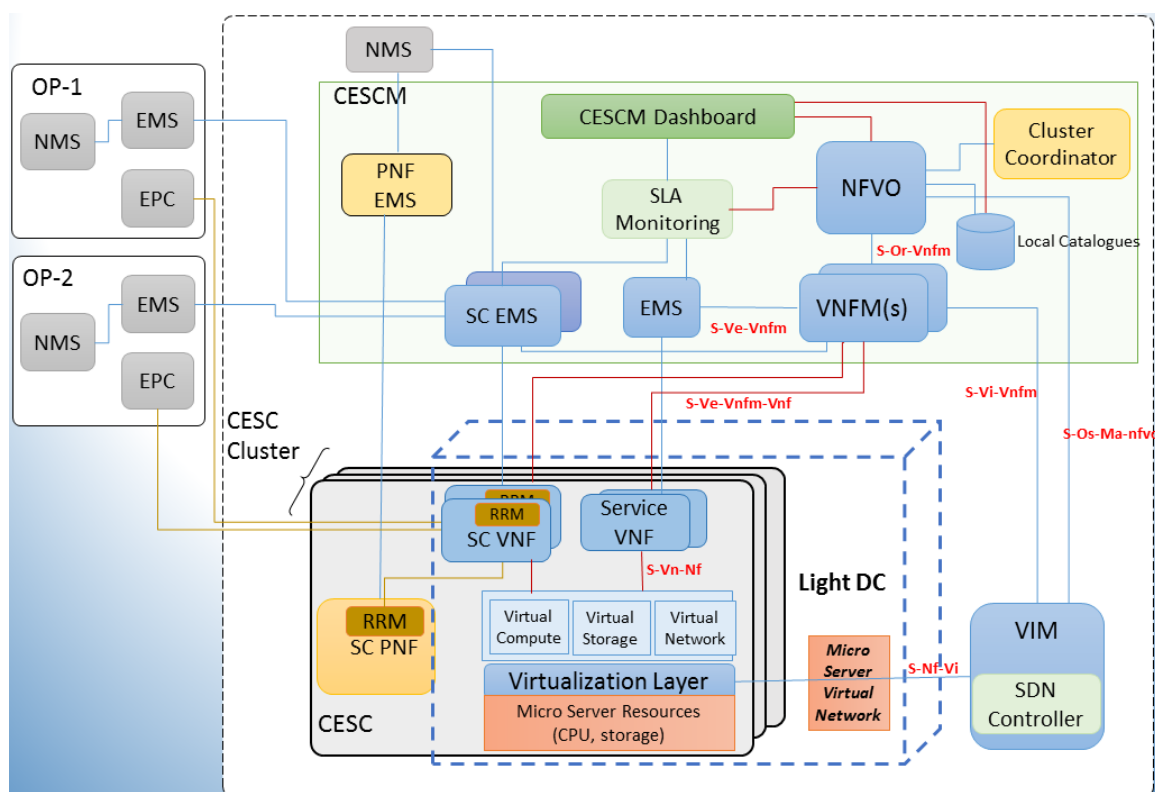 NMS
OP-1
EMS
NMS
EPC
CESCM
CESCM Dashboard
Cluster
Coordinator
PNF
EMS
SLA
Monitoring
NFVO
Local Catalogues
S-Or-Vnfm
OP-2
EMS
NMS
EPC
SC EMS
EMS
S-Ve-Vnfm
VNFM(s)
S-Vi-Vnfm
S-Ve-Vnfm-Vnf
S-Os-Ma-nfvo
CESC
Cluster
RRM
RRM
SC VNF
Service
VNF
S-Vn-Nf
Light DC
Virtual
Compute
Virtual
Storage
Virtual
Network
RRM
SC PNF
VIM
Micro
Server
Virtual
Network
S-Nf-Vi
Virtualization Layer
SDN
Controller
Micro Server Resources
(CPU, storage)
CESC